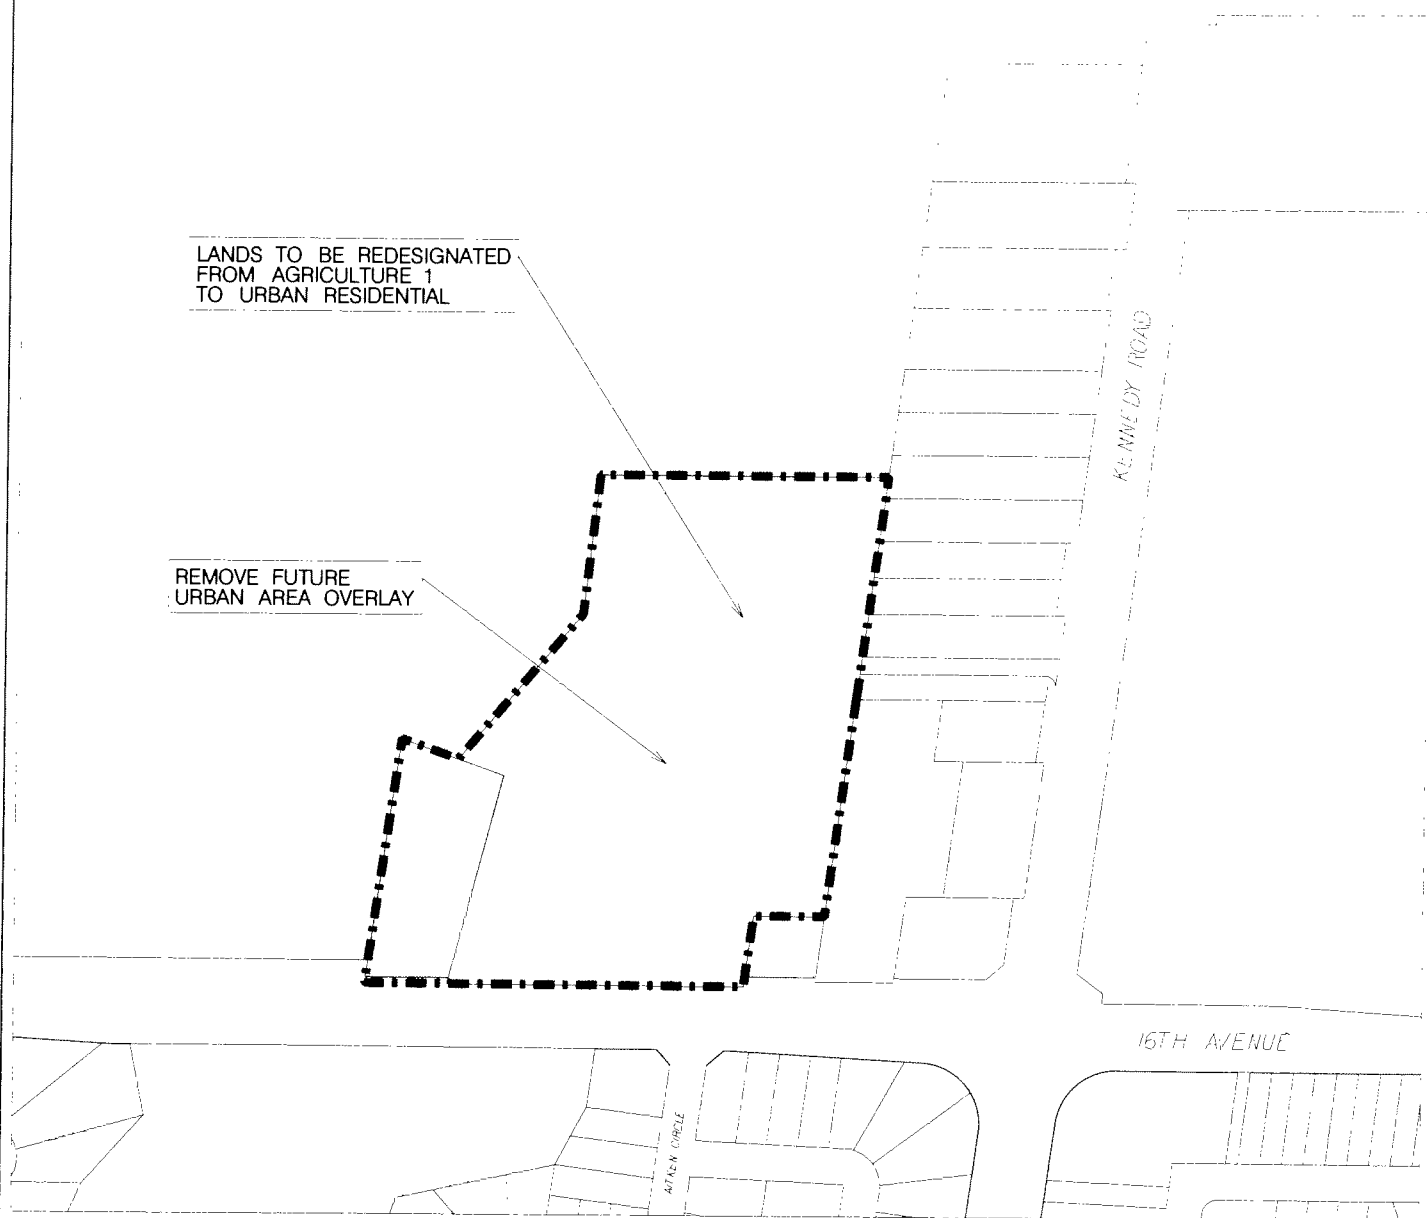 LANDS TO BE REDESIGNATED
FROM AGRICULTURE 1
TO URBAN RESIDENTIAL
KENNEDY ROAD
REMOVE FUTURE
URBAN AREA OVERLAY
16TH AVENUE
AITKEN CIRCLE